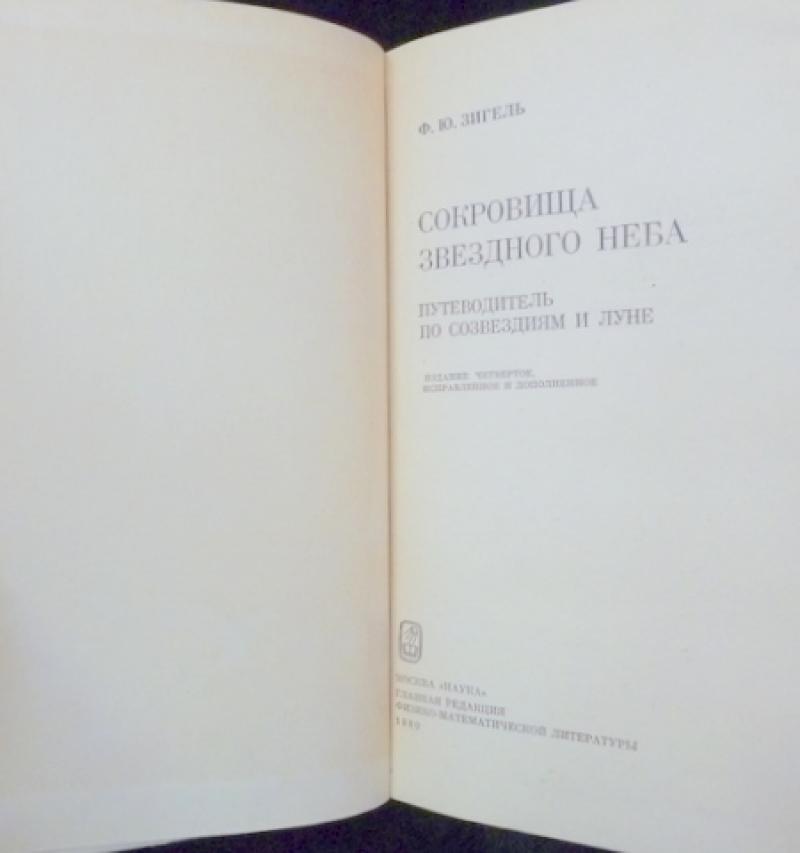 Ф. Ю. ЗИГЕЛЬ
СОКРОВИЩА
ЗВЕЗДНОГО НЕБА
ПУТЕВОДИТЕЛЬ
ПО СОЗВЕЗДИЯМ И ЛУНЕ
ИЗДАНИЕ ЧЕТВЕРТОЕ,
ИСПРАВЛЕННОЕ И ДОПОЛНЕННОЕ
МОСКВА «НАУКА»
ГЛАВНАЯ РЕДАКЦИЯ
ФИЗИКО-МАТЕМАТИЧЕСКОЙ ЛИТЕРАТУРЫ
1980